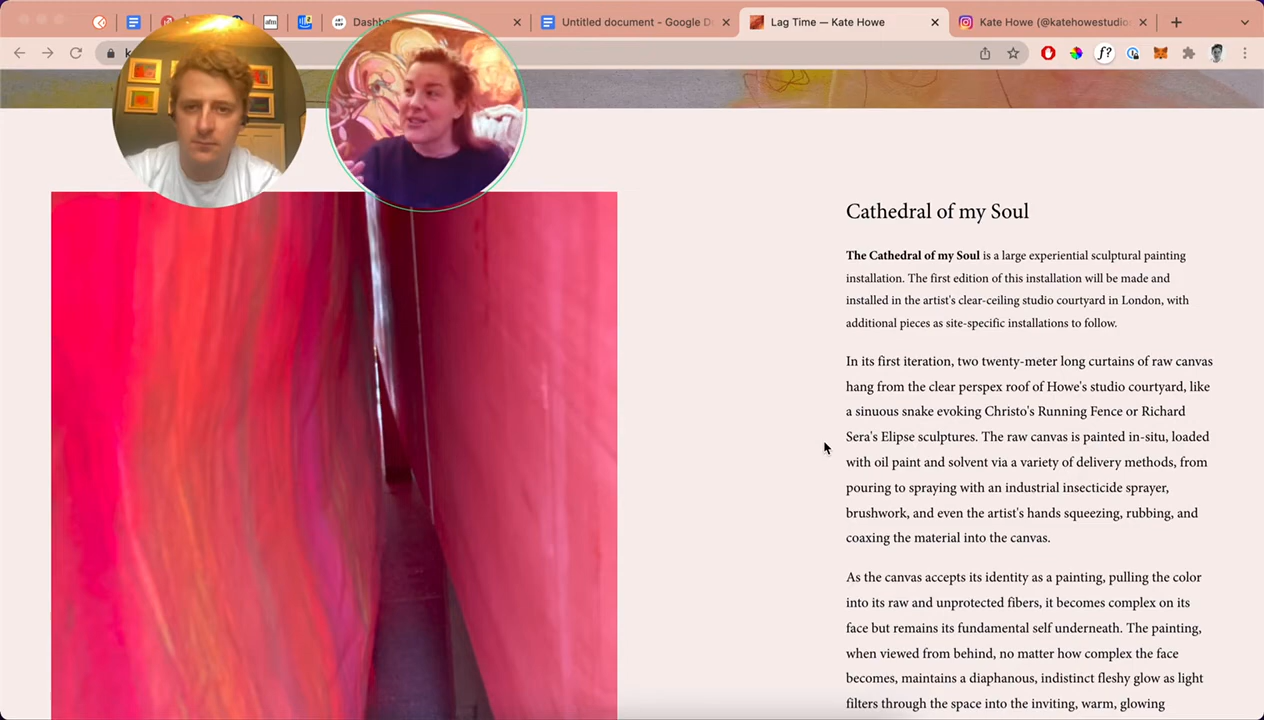 Dashb
Untitled document - Google D
Lag Time — Kate Howe
Kate Howe (@katehowestudio
Cathedral of my Soul
The Cathedral of my Soul is a large experiential sculptural painting
installation. The first edition of this installation will be made and
installed in the artist's clear-ceiling studio courtyard in London, with
additional pieces as site-specific installations to follow.
In its first iteration, two twenty-meter long curtains of raw canvas
hang from the clear perspex roof of Howe's studio courtyard, like
a sinuous snake evoking Christo's Running Fence or Richard
Sera's Elipse sculptures. The raw canvas is painted in-situ, loaded
with oil paint and solvent via a variety of delivery methods, from
pouring to spraying with an industrial insecticide sprayer,
brushwork, and even the artist's hands squeezing, rubbing, and
coaxing the material into the canvas.
As the canvas accepts its identity as a painting, pulling the color
into its raw and unprotected fibers, it becomes complex on its
face but remains its fundamental self underneath. The painting,
when viewed from behind, no matter how complex the face
becomes, maintains a diaphanous, indistinct fleshy glow as light
filters through the space into the inviting, warm, glowing